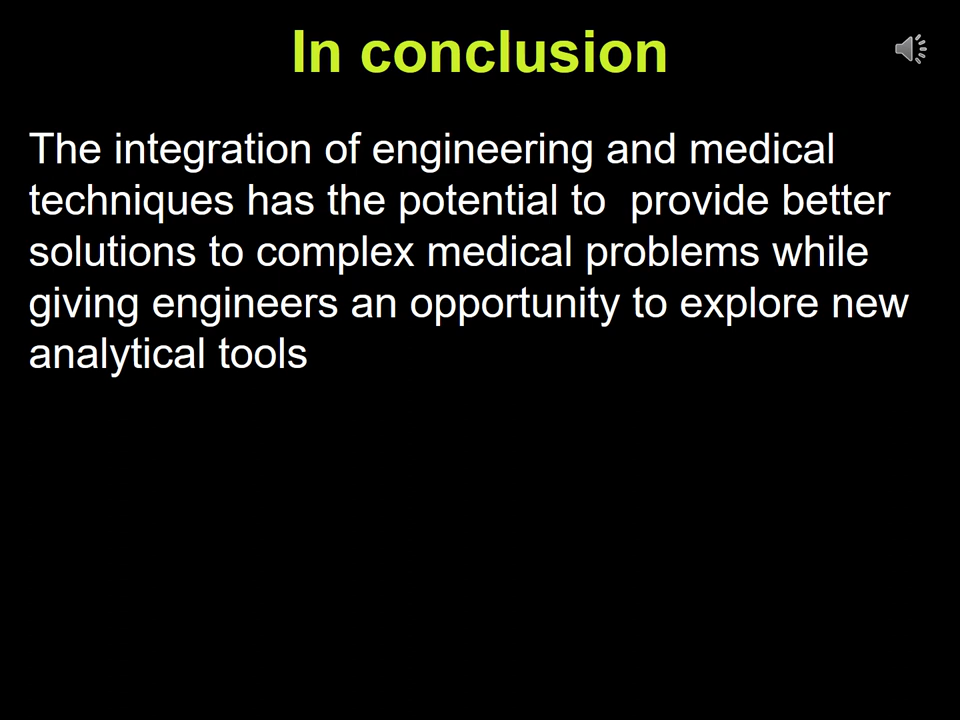 In conclusion
The integration of engineering and medical
techniques has the potential to  provide better
solutions to complex medical problems while
giving engineers an opportunity to explore new
analytical tools